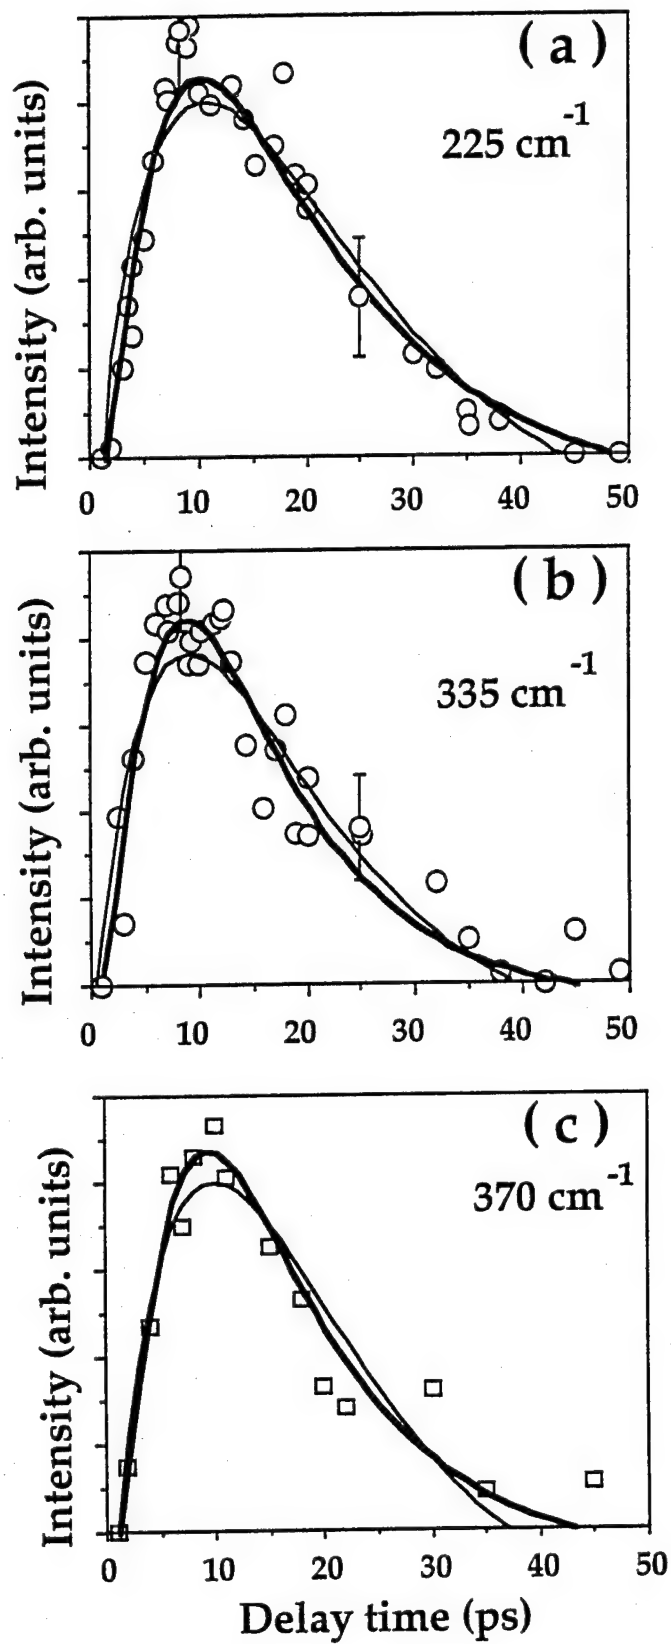 ( a )
225 cm-1
Intensity (arb. units)
0 10 20 30 40 50
( b )
335 cm-1
Intensity (arb. units)
0 10 20 30 40 50
( c )
370 cm-1
Intensity (arb. units)
0 10 20 30 40 50
Delay time (ps)